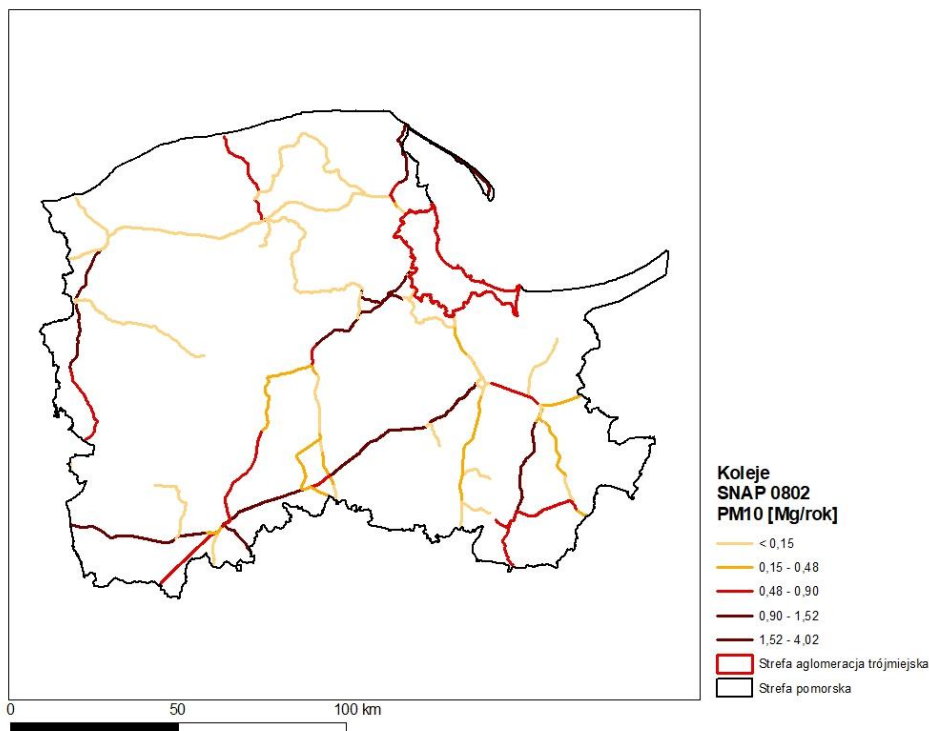 Koleje
SNAP 0802
PM10 [Mg/rok]
< 0,15
0,15 - 0,48
0,48 - 0,90
0,90 - 1,52
1,52 - 4,02
Strefa aglomeracja trójmiejska
Strefa pomorska
0 50 100 km